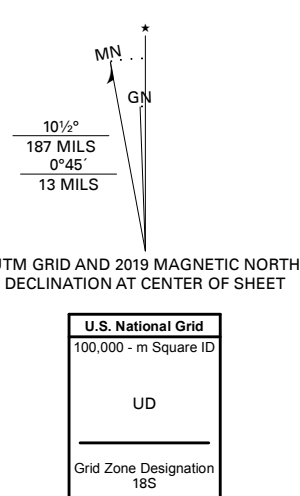 ★
MN
GN
10½°
187 MILS
0°45´
13 MILS
UTM GRID AND 2019 MAGNETIC NORTH
DECLINATION AT CENTER OF SHEET
U.S. National Grid
100,000 - m Square ID
UD
Grid Zone Designation
18S